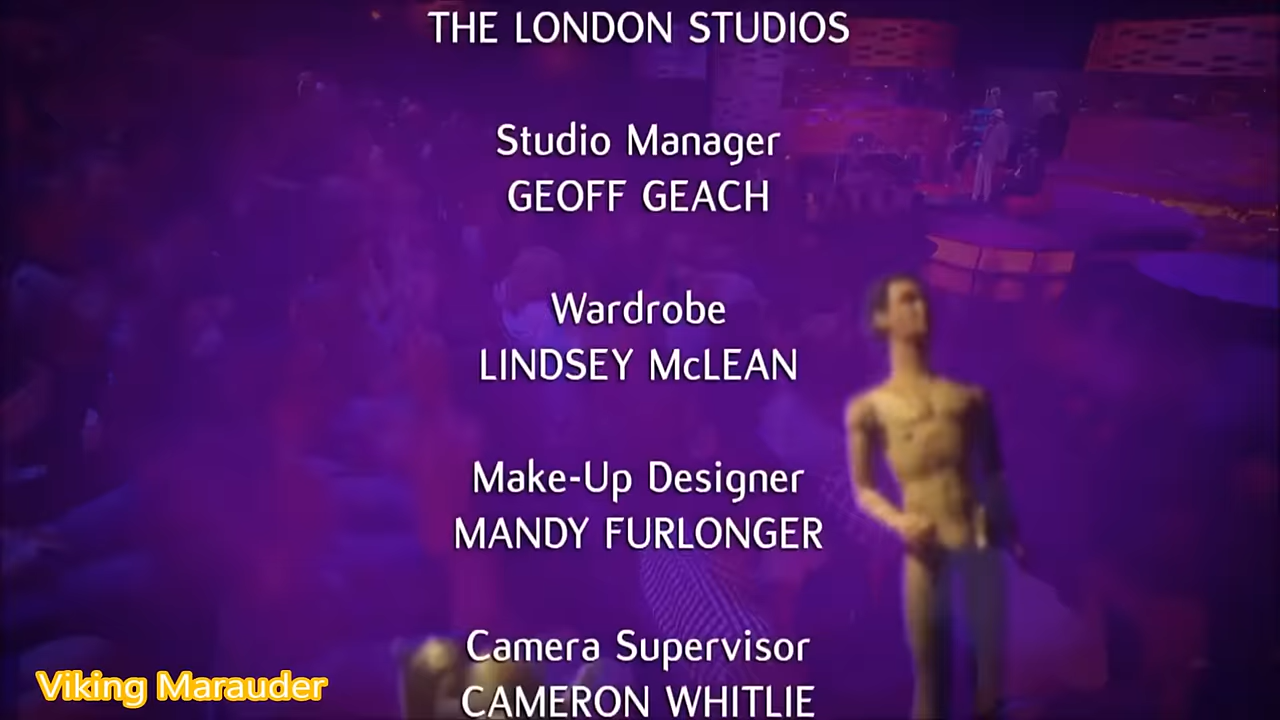 THE LONDON STUDIOS
Studio Manager
GEOFF GEACH
Wardrobe
LINDSEY McLEAN
Make-Up Designer
MANDY FURLONGER
Camera Supervisor
CAMERON WHITLIE
Viking Marauder